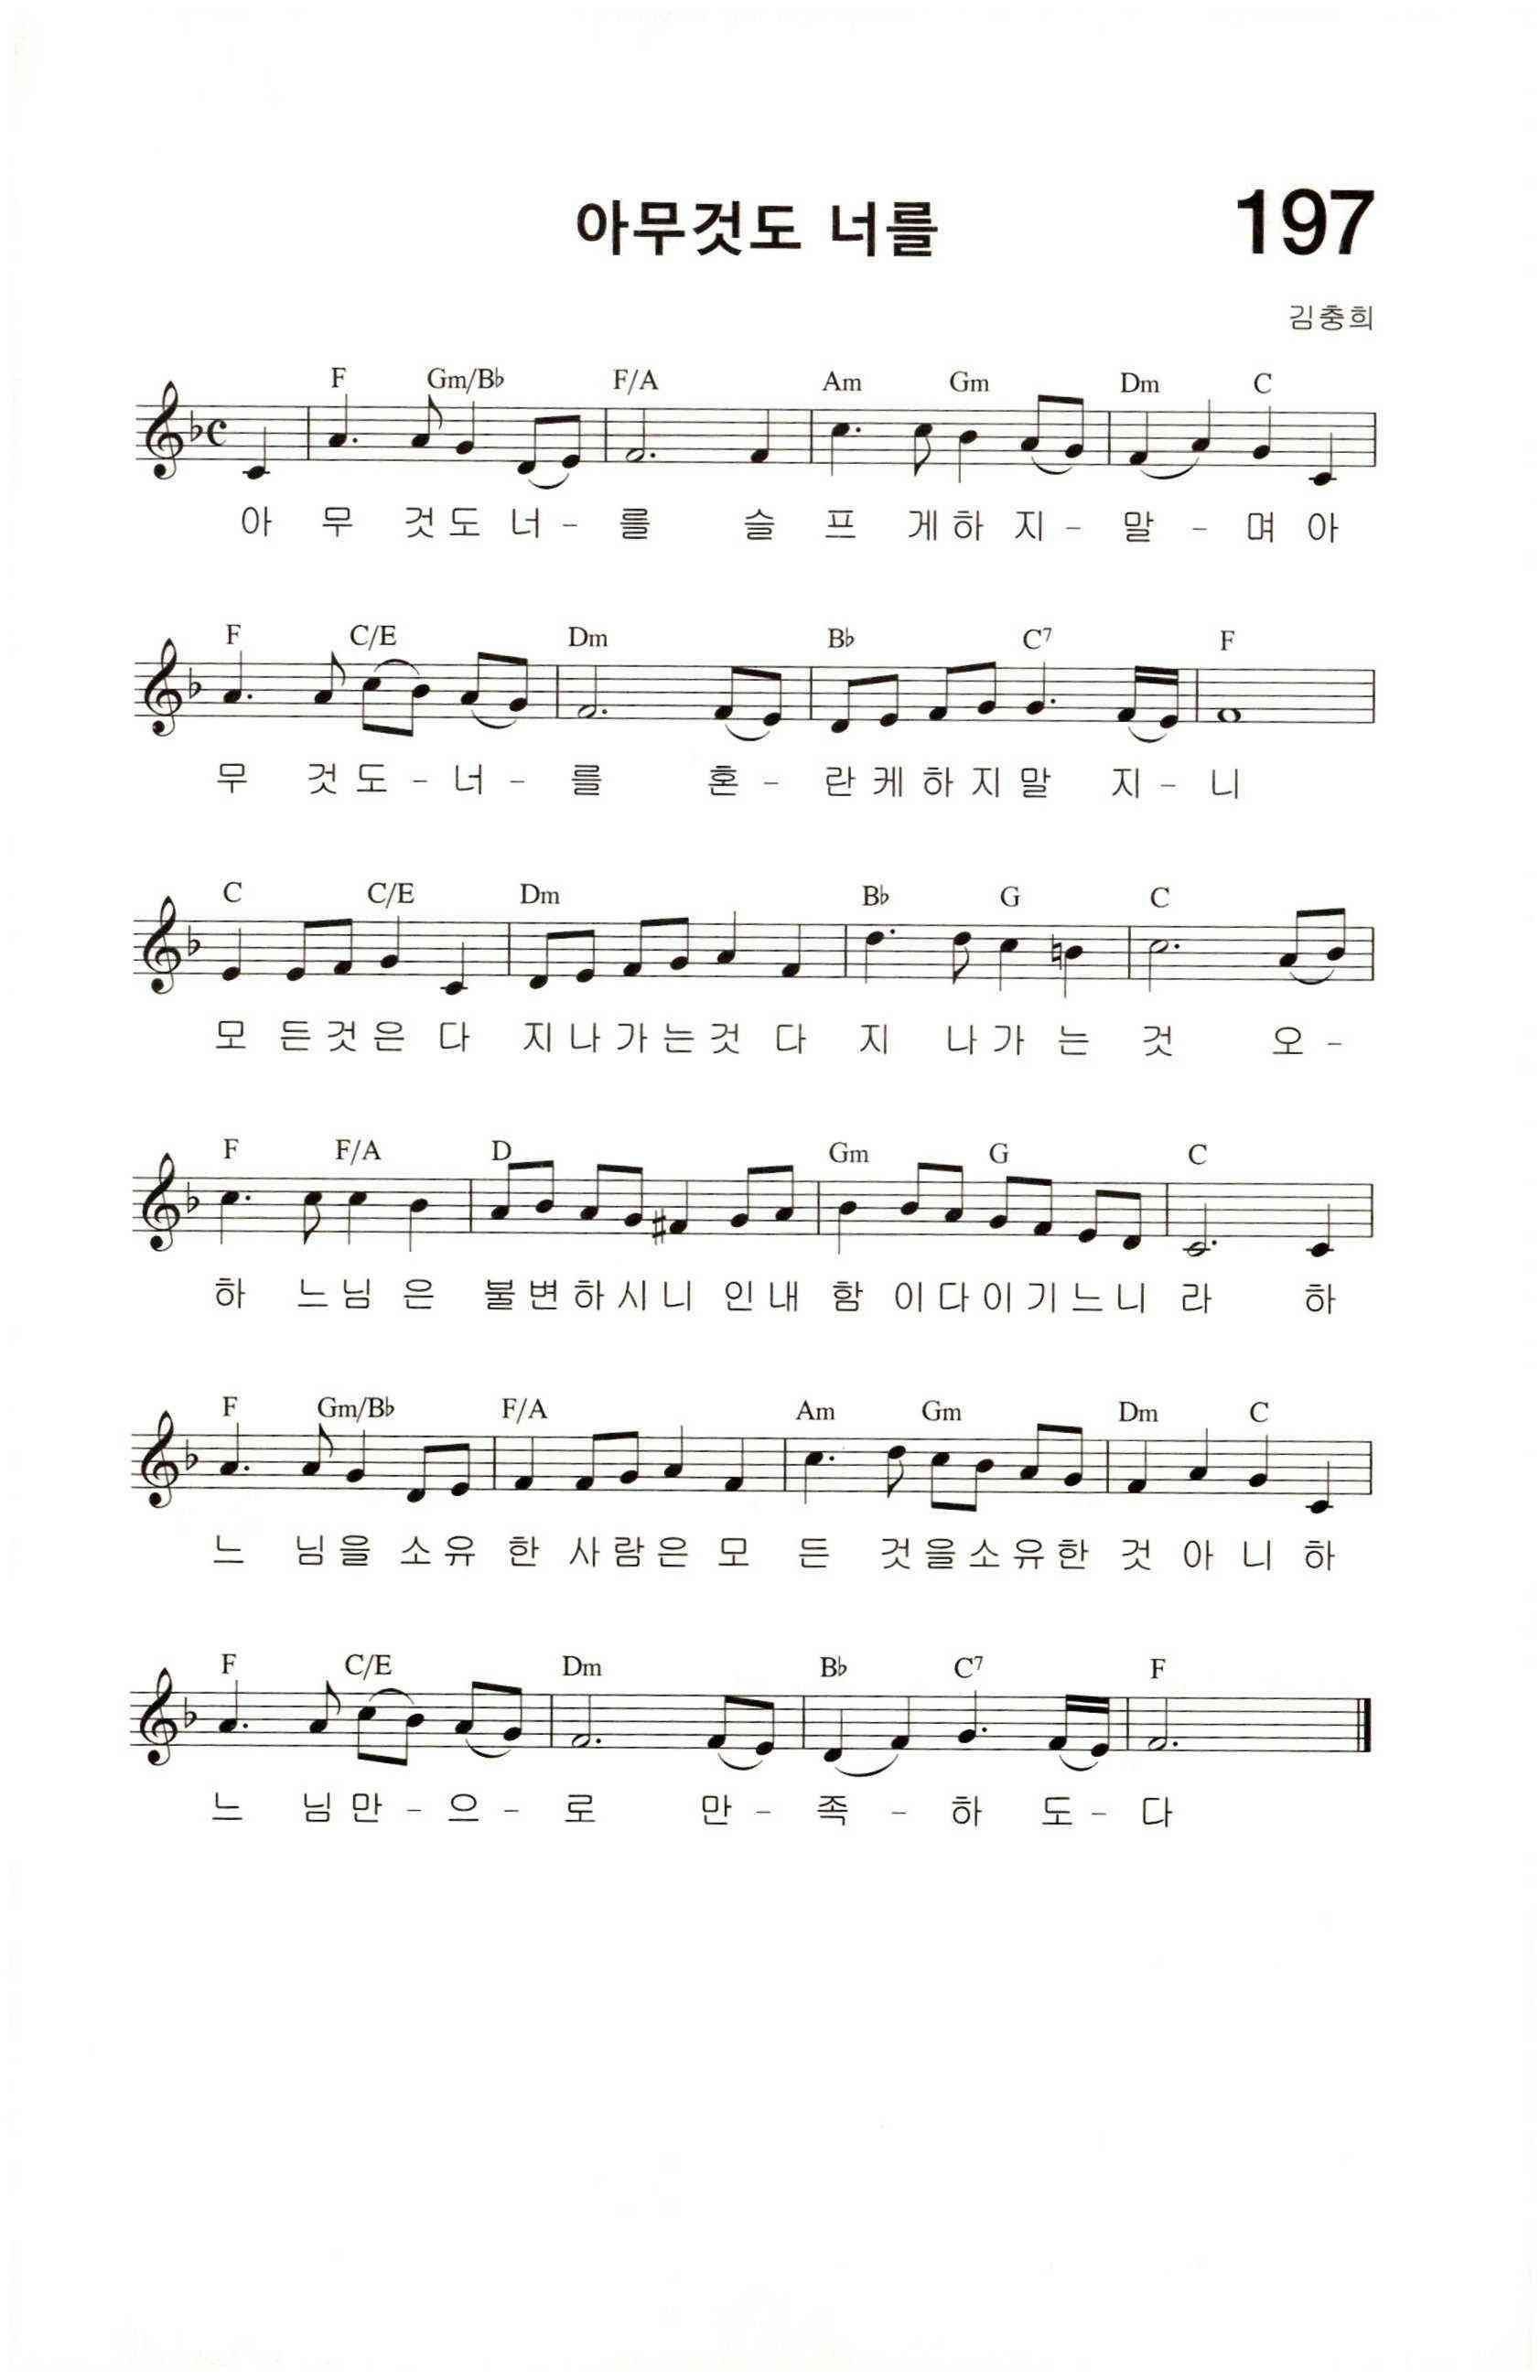 아무것도 너를
197
김충희
F Gm/B♭ F/A Am Gm Dm C
아 무 것 도 너 - 를 슬 프 게 하 지 - 말 - 며 아
F C/E Dm B♭ C7 F
무 것 도 - 너 - 를 혼 - 란 케 하 지 말 지 - 니
C C/E Dm B♭ G C
모 든 것 은 다 지 나 가 는 것 다 지 나 가 는 것 오 -
F F/A D Gm G C
하 느 님 은 불 변 하 시 니 인 내 함 이 다 이 기 느 니 라 하
F Gm/B♭ F/A Am Gm Dm C
느 님 을 소 유 한 사 람 은 모 든 것 을 소 유 한 것 아 니 하
F C/E Dm B♭ C7 F
느 님 만 - 으 - 로 만 - 족 - 하 도 - 다